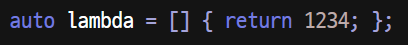 auto lambda = [] { return 1234; };